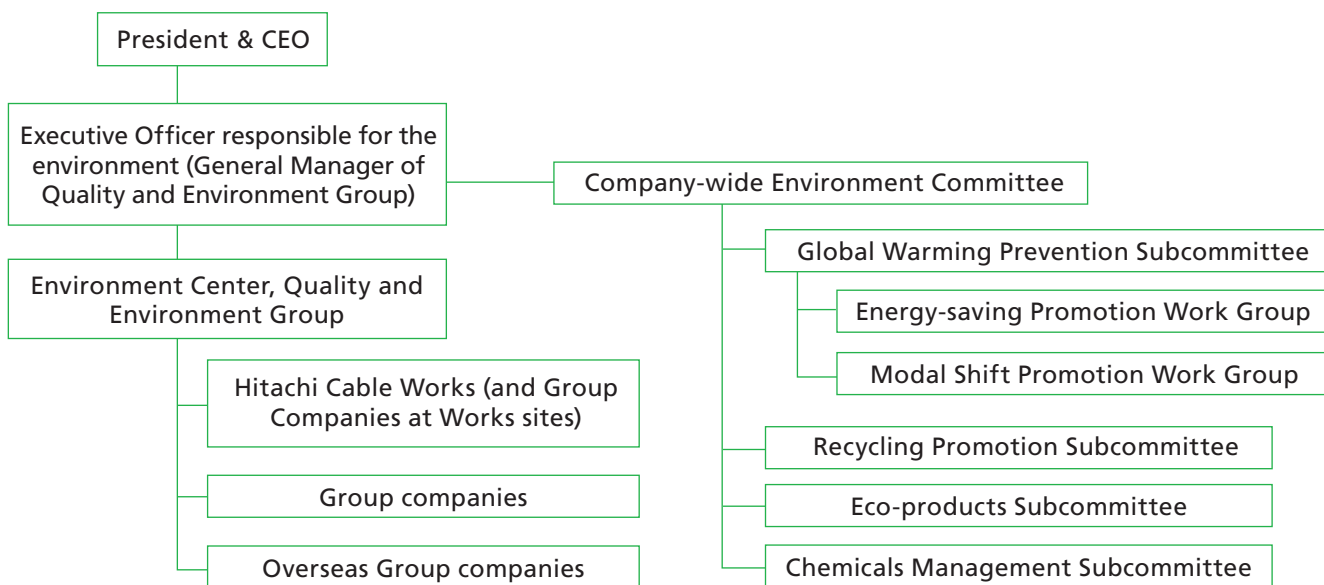 President & CEO
Executive Officer responsible for the
environment (General Manager of
Quality and Environment Group)
Company-wide Environment Committee
Global Warming Prevention Subcommittee
Environment Center, Quality and
Environment Group
Energy-saving Promotion Work Group
Modal Shift Promotion Work Group
Hitachi Cable Works (and Group
Companies at Works sites)
Recycling Promotion Subcommittee
Group companies
Eco-products Subcommittee
Overseas Group companies
Chemicals Management Subcommittee